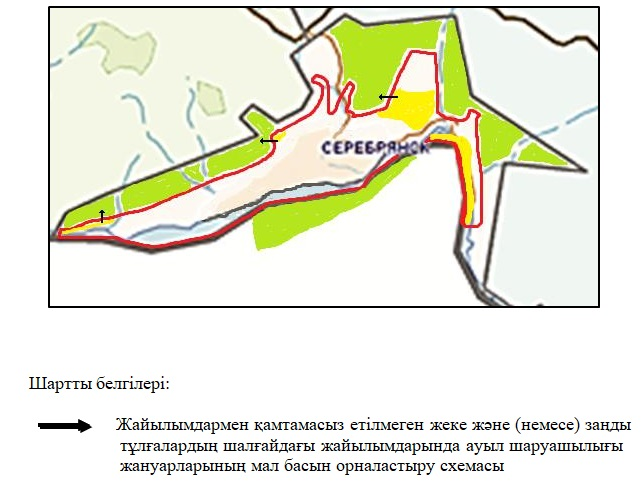 СЕРЕБРЯНСК
Шартты белгілері:
Жайылымдармен қамтамасыз етілмеген жеке және (немесе) заңды
тұлғалардың шалғайдағы жайылымдарында ауыл шаруашылығы
жануарларының мал басын орналастыру схемасы